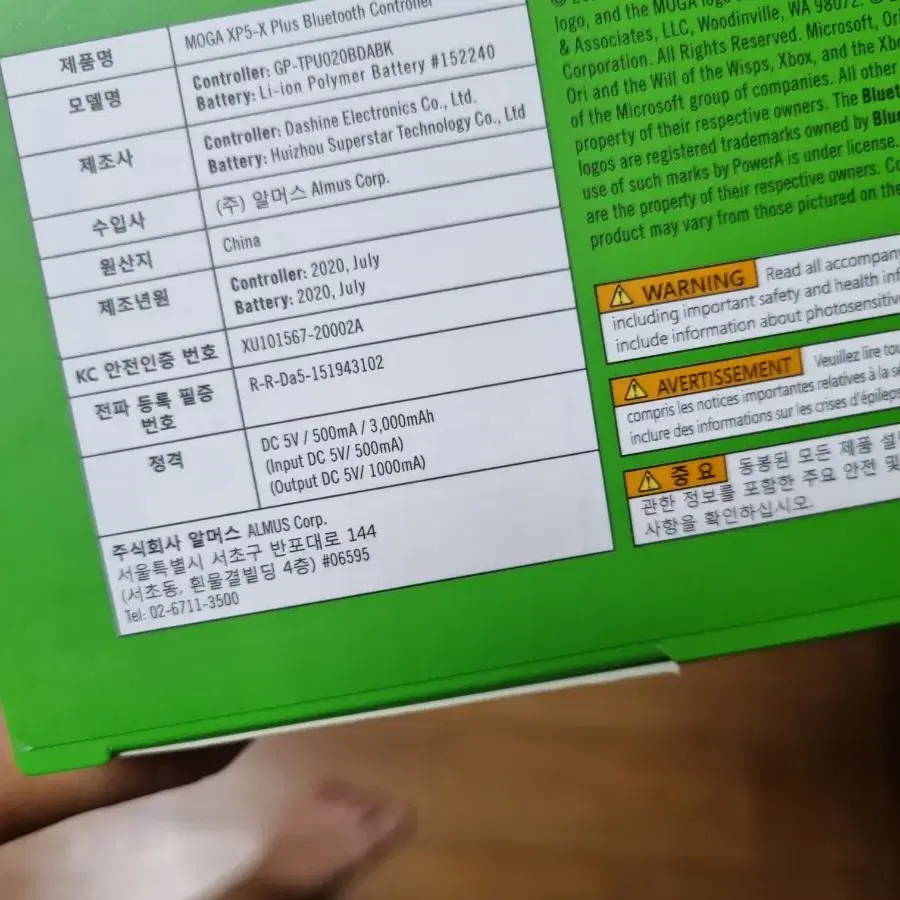 제품명 MOGA XP5-X Plus Bluetooth Controller
모델명 Controller: GP-TPU020BDABK
Battery: Li-ion Polymer Battery #152240
제조사 Controller: Dashine Electronics Co., Ltd.
Battery: Huizhou Superstar Technology Co., Ltd
수입사 (주) 알머스 Almus Corp.
원산지 China
제조년원 Controller: 2020, July
Battery: 2020, July
KC 안전인증 번호 XU101567-20002A
전파 등록 필증 R-R-Da5-151943102
번호
정격 DC 5V / 500mA / 3,000mAh
(Input DC 5V/ 500mA)
(Output DC 5V/ 1000mA)
주식회사 알머스 ALMUS Corp.
서울특별시 서초구 반포대로 144
(서초동, 흰물결빌딩 4층) #06595
Tel: 02-6711-3500
logo, and the MOGA logo
& Associates, LLC, Woodinville, WA 98072.
Corporation. All Rights Reserved. Microsoft, Ori
Ori and the Will of the Wisps, Xbox, and the Xb
of the Microsoft group of companies. All other
property of their respective owners. The Bluet
logos are registered trademarks owned by Blue
use of such marks by PowerA is under license.
are the property of their respective owners. Co
product may vary from those pictured on the
WARNING Read all accompany
including important safety and health inf
include information about photosensitiv
AVERTISSEMENT Veuillez lire tou
compris les notices importantes relatives à la sé
inclure des informations sur les crises d'épileps
중요 동봉된 모든 제품 설
관한 정보를 포함한 주요 안전 및
사항을 확인하십시오.